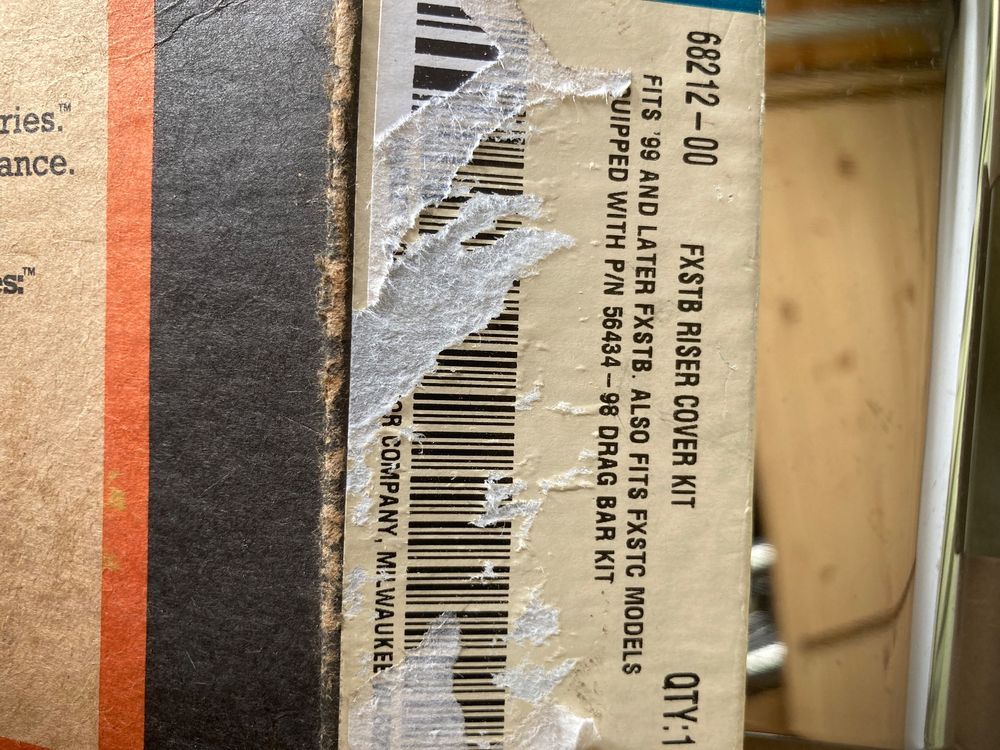 68212-00 FXSTB RISER COVER KIT QTY:1
FITS '99 AND LATER FXSTB. ALSO FITS FXSTC MODELS
UIPPED WITH P/N 56434-98 DRAG BAR KIT
OR COMPANY, MILWAUKEE
ries.™
ance.
es:™